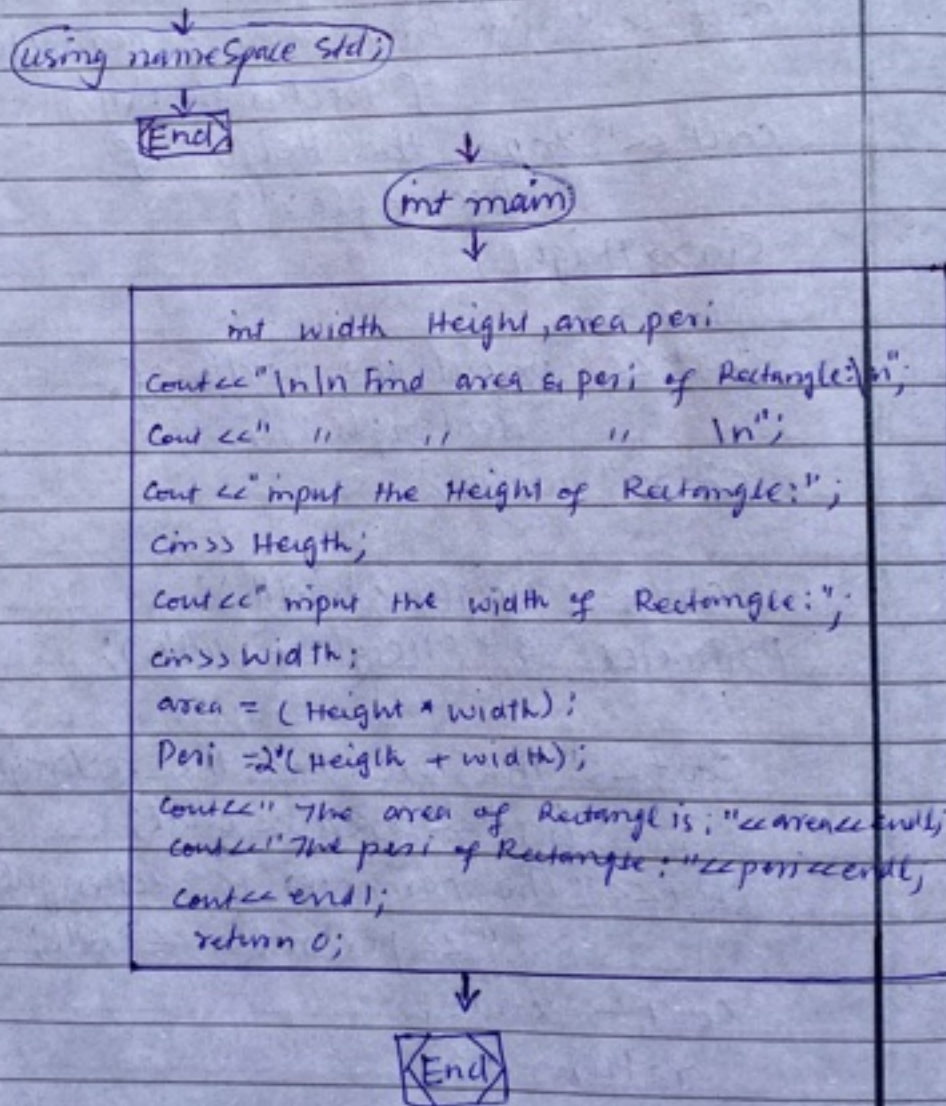 using namespace std;
End
int main
int width Height, area, peri
Cout<<"\n\n Find area & peri of Rectangle:\n";
Cout <<" " " " \n";
Cout <<"input the Height of Rectangle:";
Cin>> Heigth;
Cout<<" input the width of Rectangle:";
cin>> width;
area = (Height * width);
Peri =2*(Heigth + width);
Cout<<" The area of Rectangl is; "<<area<<endl,
cout<<"The peri of Rectangle: "<<peri<<endl,
cout<< endl;
return 0;
End